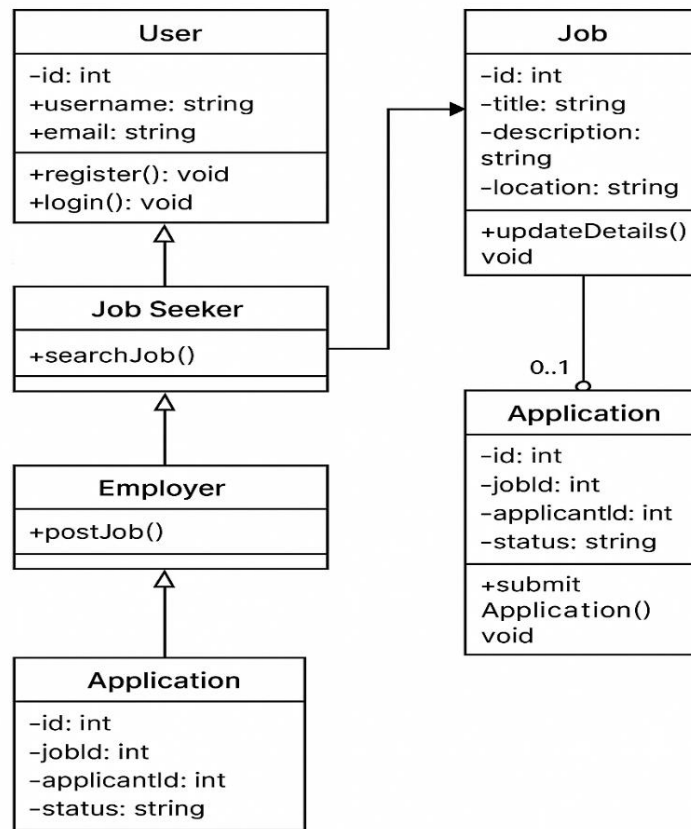 User
-id: int
+username: string
+email: string
+register(): void
+login(): void
Job Seeker
+searchJob()
Employer
+postJob()
Application
-id: int
-jobId: int
-applicantId: int
-status: string
Job
-id: int
-title: string
-description:
string
-location: string
+updateDetails()
void
0..1
Application
-id: int
-jobId: int
-applicantId: int
-status: string
+submit
Application()
void